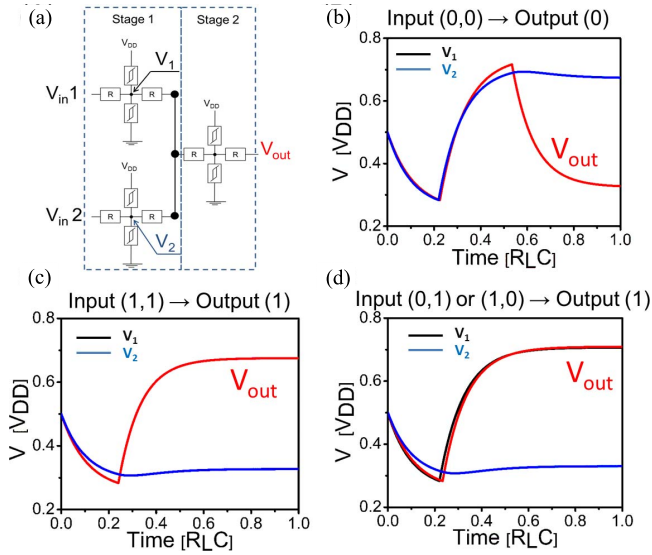 (a)
Stage 1
Stage 2
VDD
V1
Vin1
R
R
VDD
R
R
Vout
VDD
Vin2
R
R
V2
Input (0,0) → Output (0)
V1
V2
Vout
V [VDD]
0.8
0.6
0.4
0.2
0.0 0.2 0.4 0.6 0.8 1.0
Time [RLC]
(c)
Input (1,1) → Output (1)
V1
V2
Vout
V [VDD]
0.8
0.6
0.4
0.2
0.0 0.2 0.4 0.6 0.8 1.0
Time [RLC]
(d)
Input (0,1) or (1,0) → Output (1)
V1
V2
Vout
V [VDD]
0.8
0.6
0.4
0.2
0.0 0.2 0.4 0.6 0.8 1.0
Time [RLC]